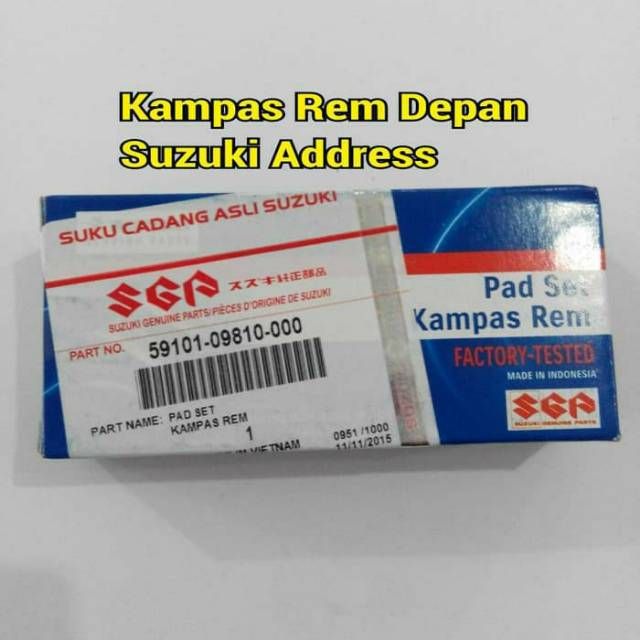 Kampas Rem Depan
Suzuki Address
SUKU CADANG ASLI SUZUKI
SGP スズキ純正部品
SUZUKI GENUINE PARTS/PIÈCES D'ORIGINE DE SUZUKI
PART NO. 59101-09810-000
PART NAME: PAD SET
KAMPAS REM
1
0951 /1000
VIETNAM 11/11/2015
Pad Set
Kampas Rem
FACTORY-TESTED
MADE IN INDONESIA
SGP
SUZUKI GENUINE PARTS